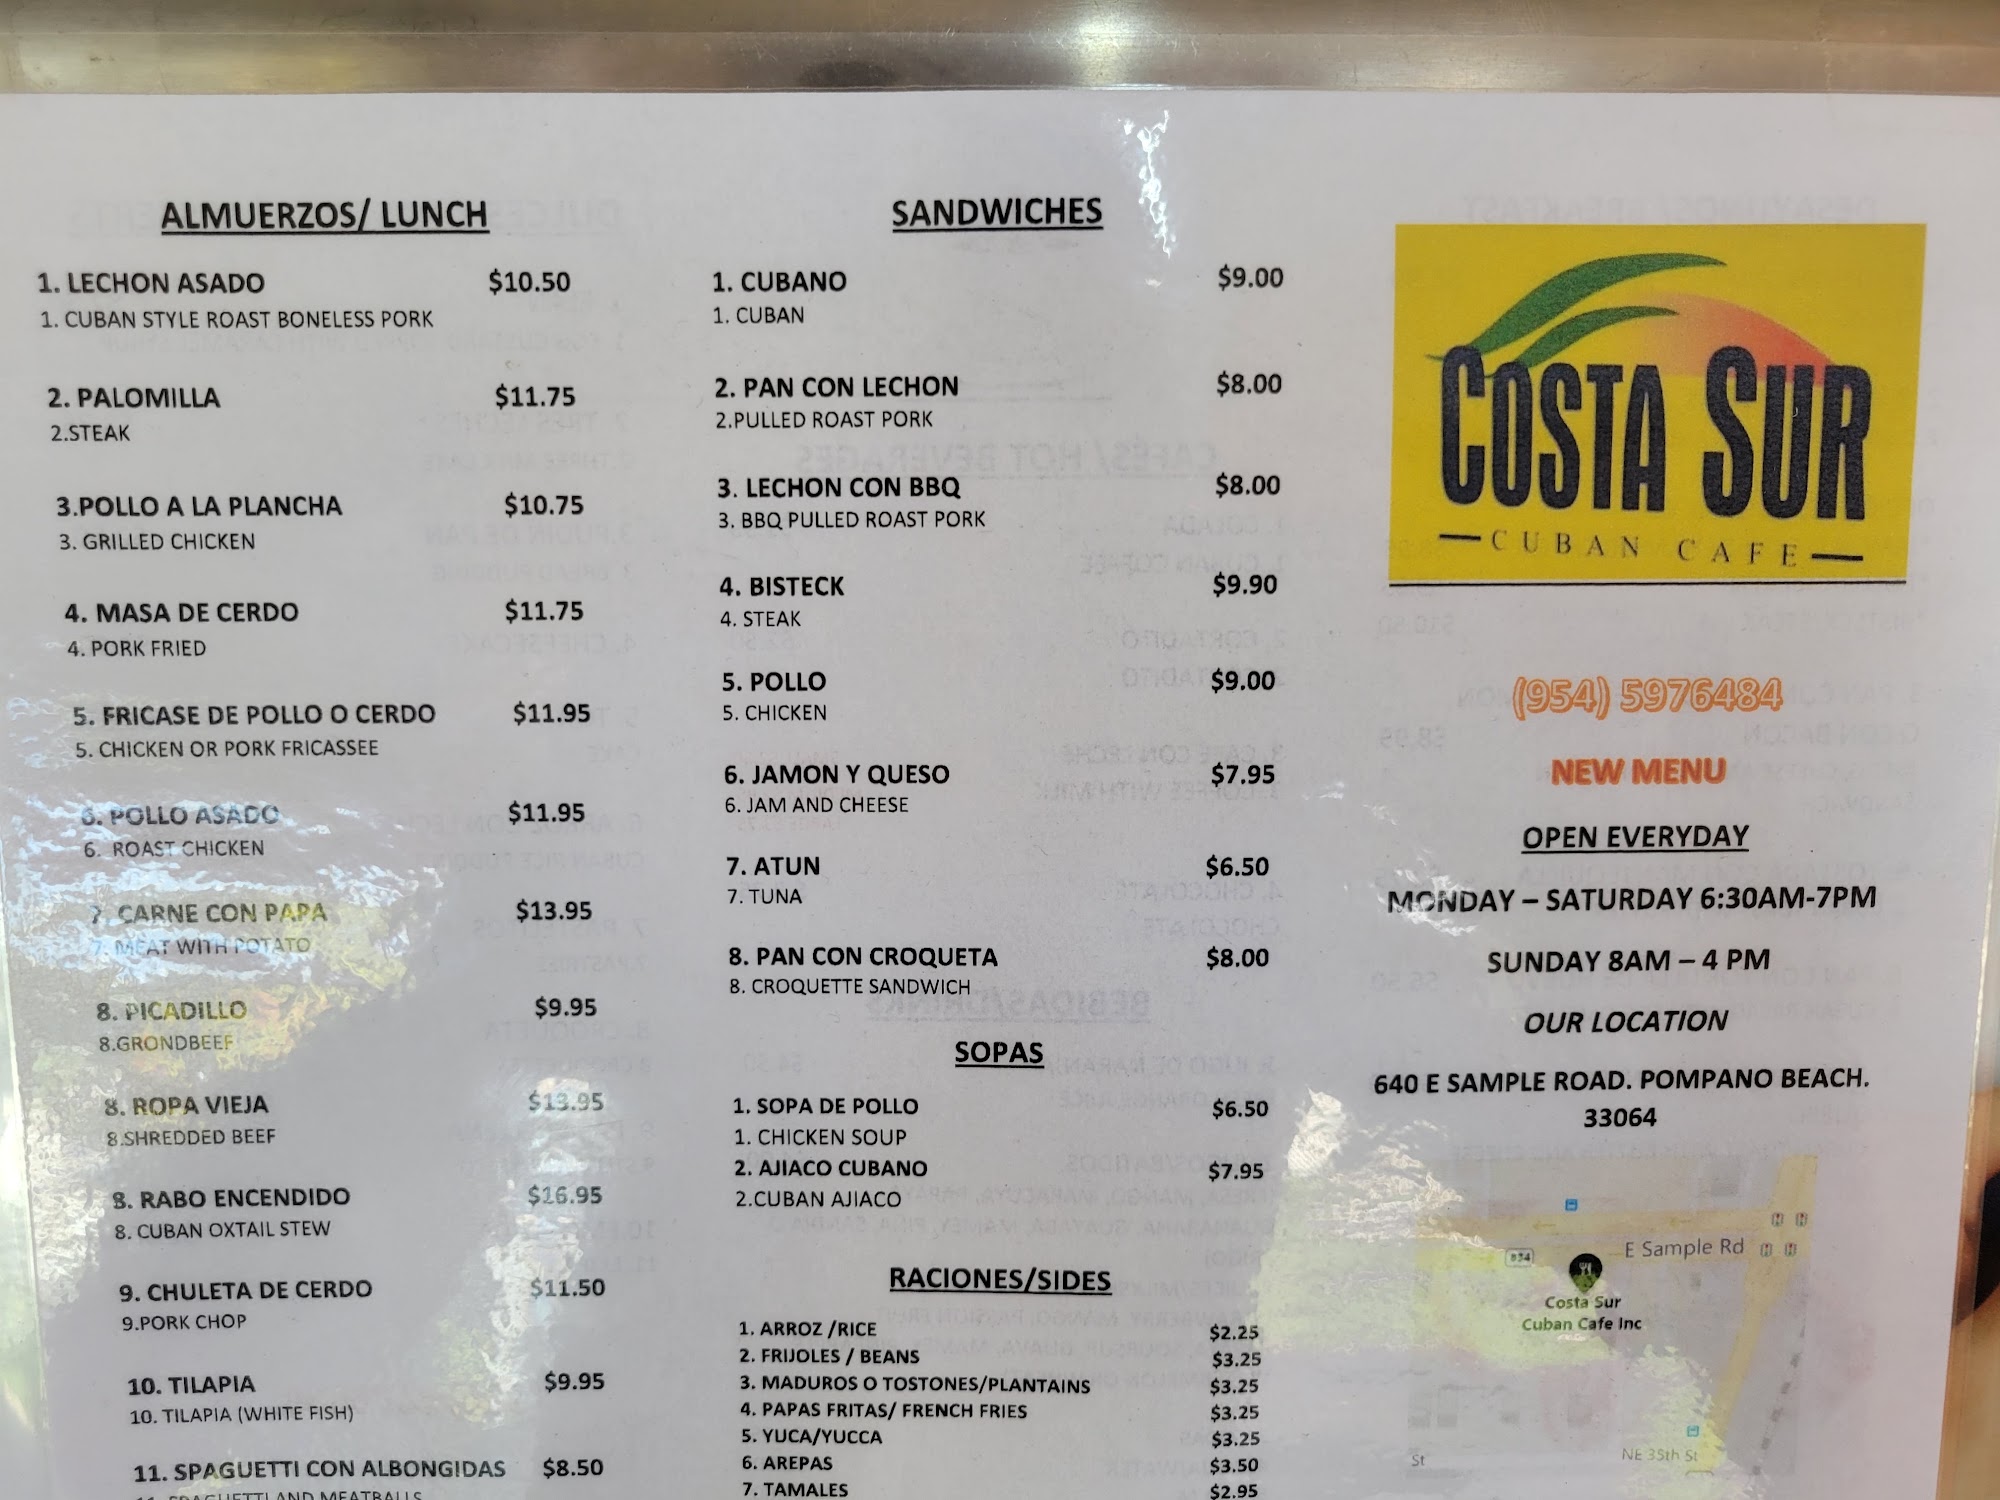 ALMUERZOS/ LUNCH
1. LECHON ASADO $10.50
1. CUBAN STYLE ROAST BONELESS PORK
2. PALOMILLA $11.75
2.STEAK
3.POLLO A LA PLANCHA $10.75
3. GRILLED CHICKEN
4. MASA DE CERDO $11.75
4. PORK FRIED
5. FRICASE DE POLLO O CERDO $11.95
5. CHICKEN OR PORK FRICASSEE
6. POLLO ASADO $11.95
6. ROAST CHICKEN
7 CARNE CON PAPA $13.95
7. MEAT WITH POTATO
8. PICADILLO $9.95
8.GRONDBEEF
8. ROPA VIEJA $13.95
8.SHREDDED BEEF
8. RABO ENCENDIDO $16.95
8. CUBAN OXTAIL STEW
9. CHULETA DE CERDO $11.50
9.PORK CHOP
10. TILAPIA $9.95
10. TILAPIA (WHITE FISH)
11. SPAGUETTI CON ALBONGIDAS $8.50
11. SPAGUETTI AND MEATBALLS
SANDWICHES
1. CUBANO $9.00
1. CUBAN
2. PAN CON LECHON $8.00
2.PULLED ROAST PORK
3. LECHON CON BBQ $8.00
3. BBQ PULLED ROAST PORK
4. BISTECK $9.90
4. STEAK
5. POLLO $9.00
5. CHICKEN
6. JAMON Y QUESO $7.95
6. JAM AND CHEESE
7. ATUN $6.50
7. TUNA
8. PAN CON CROQUETA $8.00
8. CROQUETTE SANDWICH
SOPAS
1. SOPA DE POLLO $6.50
1. CHICKEN SOUP
2. AJIACO CUBANO $7.95
2.CUBAN AJIACO
RACIONES/SIDES
1. ARROZ /RICE $2.25
2. FRIJOLES / BEANS $3.25
3. MADUROS O TOSTONES/PLANTAINS $3.25
4. PAPAS FRITAS/ FRENCH FRIES $3.25
5. YUCA/YUCCA $3.25
6. AREPAS $3.50
7. TAMALES $2.95
COSTA SUR
CUBAN CAFE
(954) 5976484
NEW MENU
OPEN EVERYDAY
MONDAY – SATURDAY 6:30AM-7PM
SUNDAY 8AM – 4 PM
OUR LOCATION
640 E SAMPLE ROAD. POMPANO BEACH.
33064
E Sample Rd
834
Costa Sur
Cuban Cafe Inc
St
NE 35th St